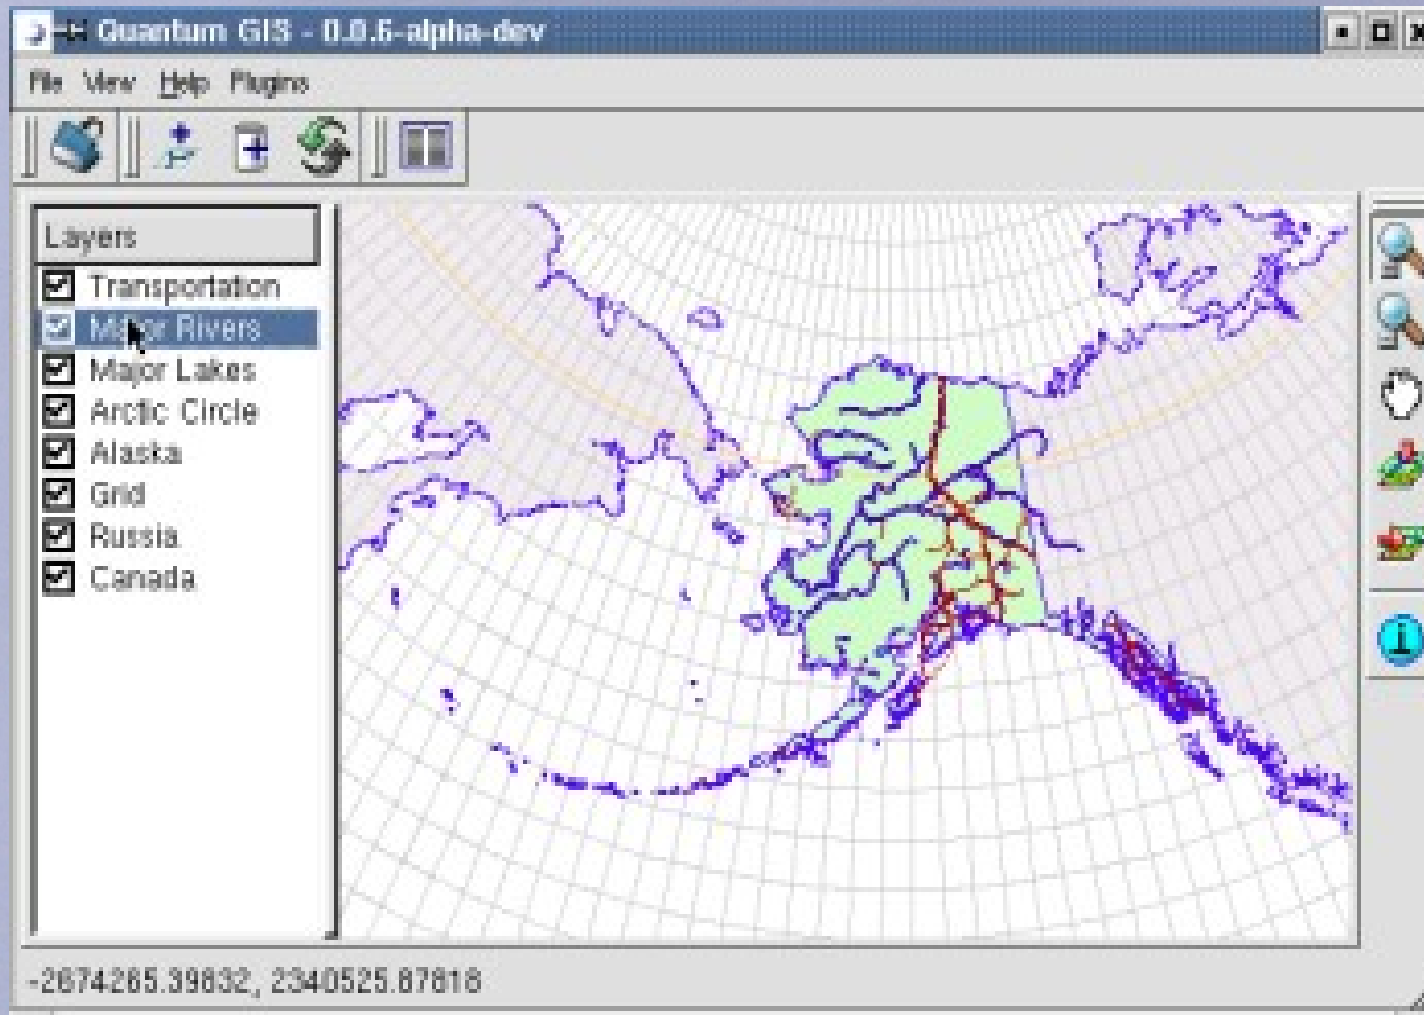 Quantum GIS - 0.0.6-alpha-dev
File View Help Plugins
Layers
Transportation
Major Rivers
Major Lakes
Arctic Circle
Alaska
Grid
Russia
Canada
-2674265.39832, 2340525.87818